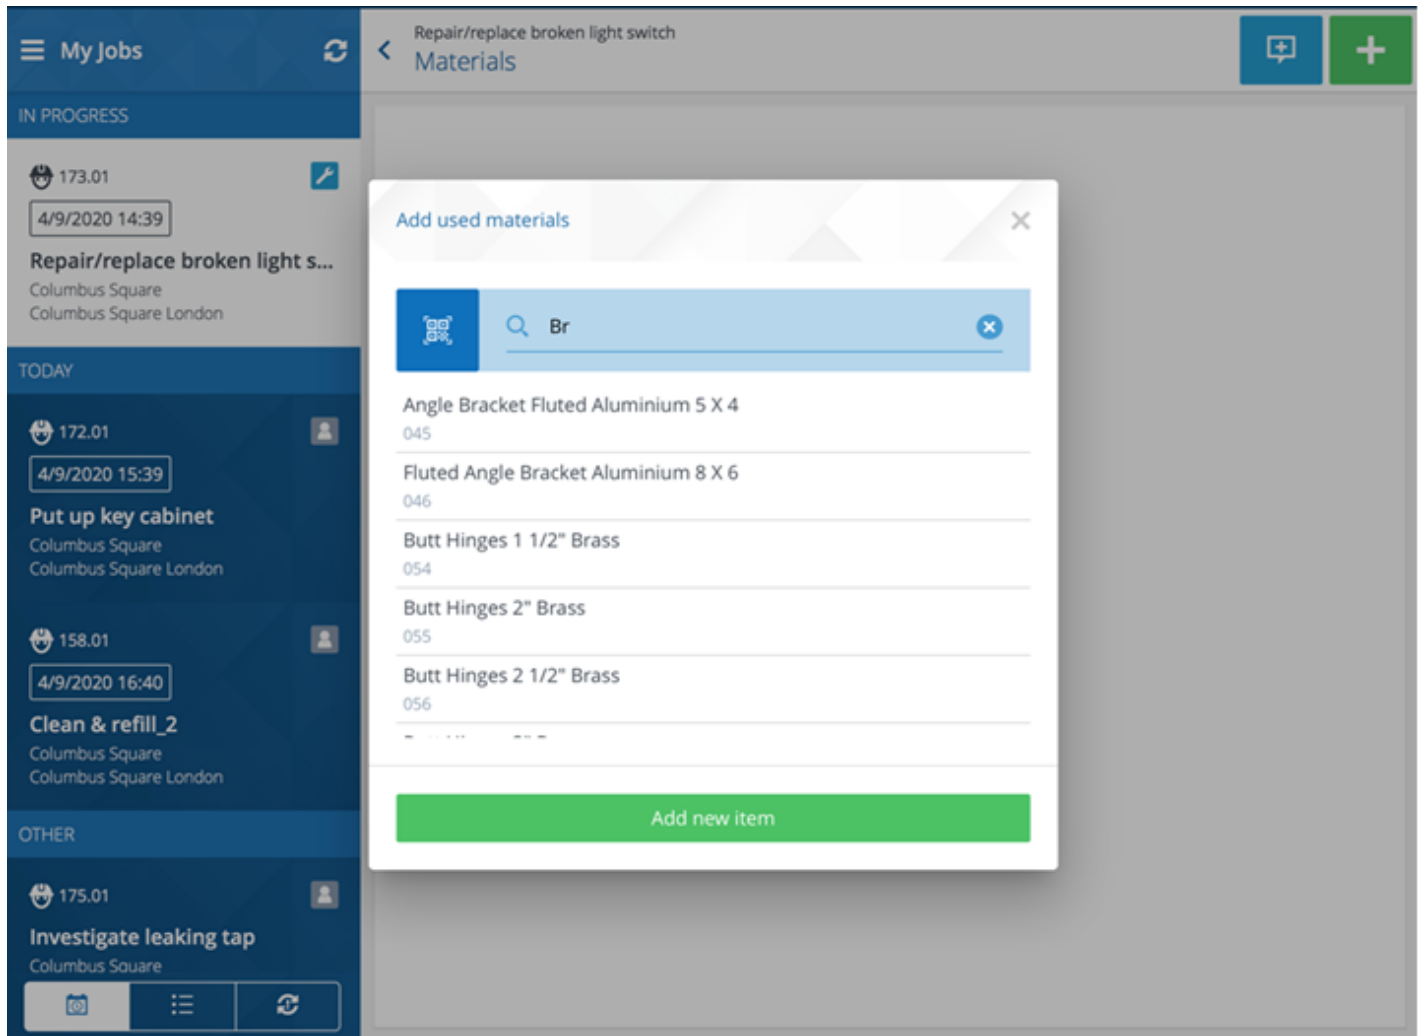 My Jobs
IN PROGRESS
173.01
4/9/2020 14:39
Repair/replace broken light s...
Columbus Square
Columbus Square London
TODAY
172.01
4/9/2020 15:39
Put up key cabinet
Columbus Square
Columbus Square London
158.01
4/9/2020 16:40
Clean & refill_2
Columbus Square
Columbus Square London
OTHER
175.01
Investigate leaking tap
Columbus Square
Repair/replace broken light switch
Materials
Add used materials
Br
Angle Bracket Fluted Aluminium 5 X 4
045
Fluted Angle Bracket Aluminium 8 X 6
046
Butt Hinges 1 1/2" Brass
054
Butt Hinges 2" Brass
055
Butt Hinges 2 1/2" Brass
056
Add new item